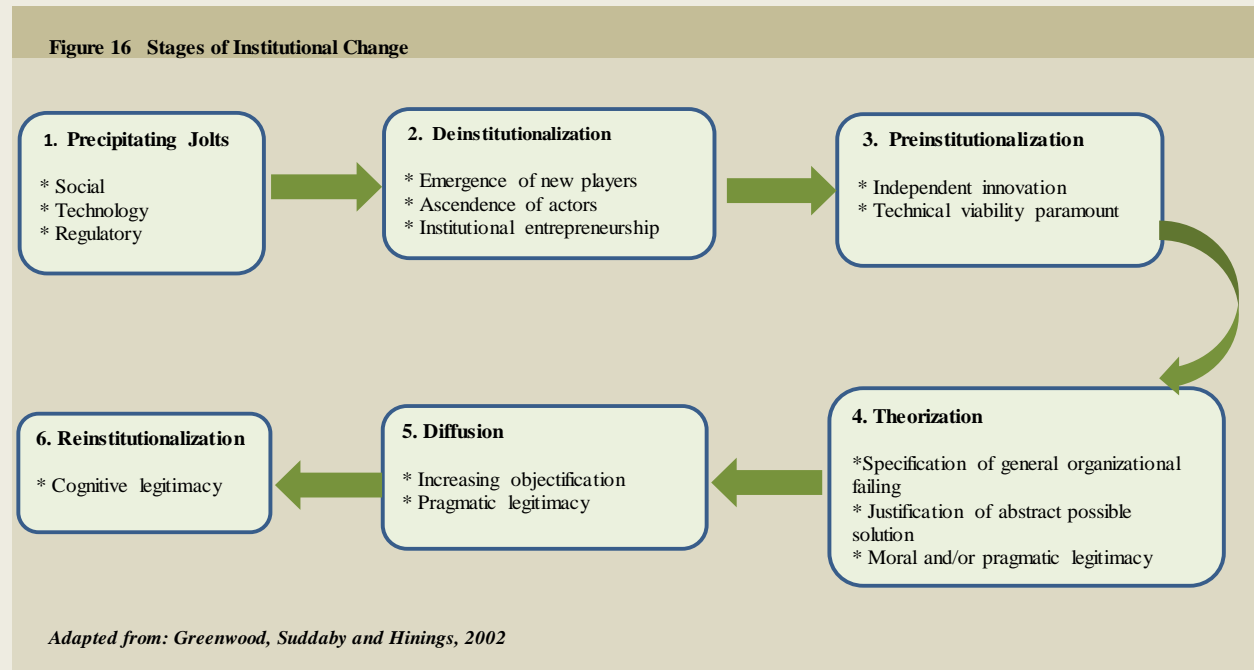 Figure 16 Stages of Institutional Change
1. Precipitating Jolts
* Social
* Technology
* Regulatory
2. Deinstitutionalization
* Emergence of new players
* Ascendence of actors
* Institutional entrepreneurship
3. Preinstitutionalization
* Independent innovation
* Technical viability paramount
4. Theorization
*Specification of general organizational
failing
* Justification of abstract possible
solution
* Moral and/or pragmatic legitimacy
5. Diffusion
* Increasing objectification
* Pragmatic legitimacy
6. Reinstitutionalization
* Cognitive legitimacy
Adapted from: Greenwood, Suddaby and Hinings, 2002